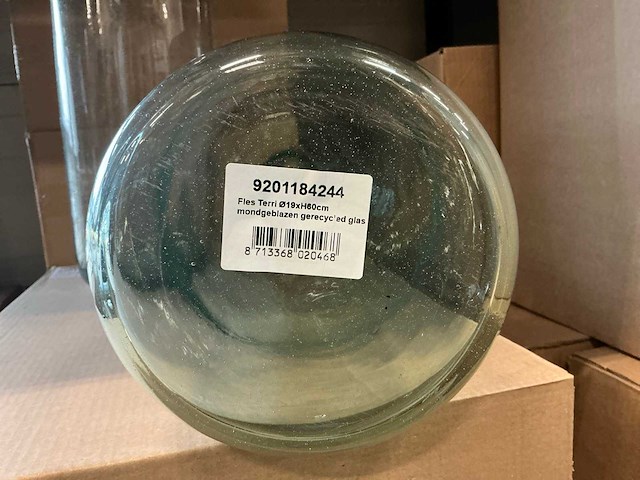 9201184244
Fles Terri Ø19xH60cm
mondgeblazen gerecycled glas
8 713368 020468